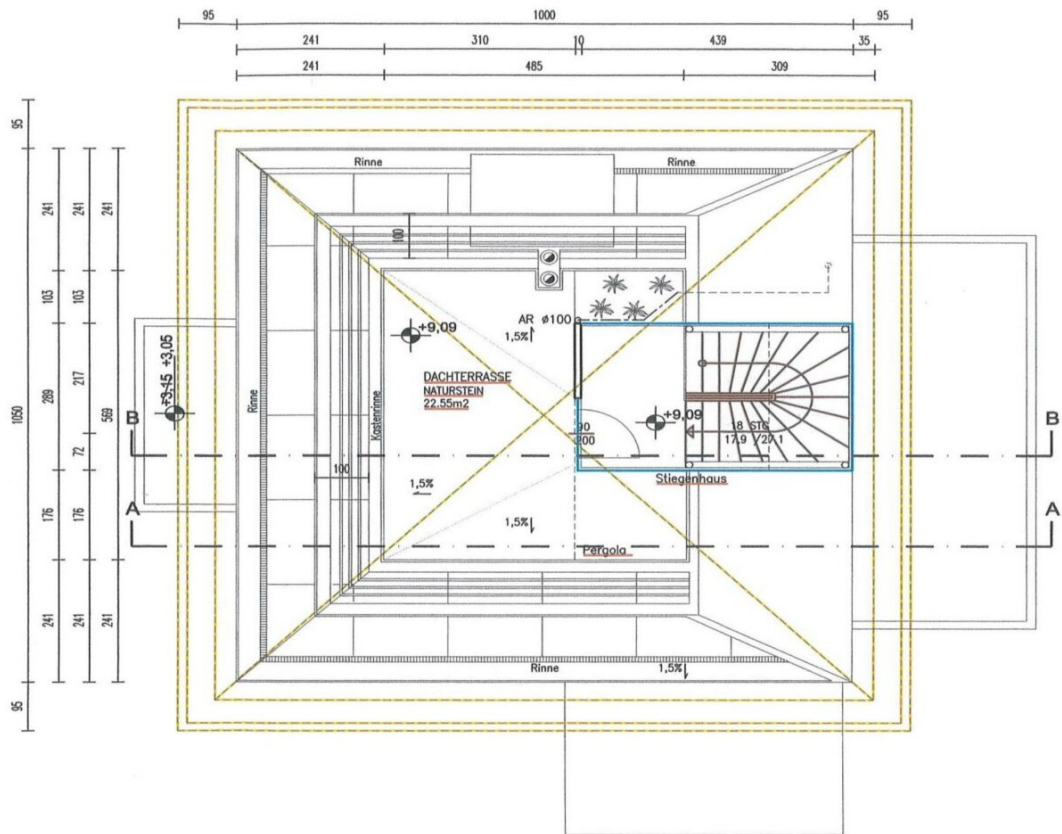 95 1000 95
241 310 10 439 35
241 485 309
95
241 241 241
103 103
289 217 569
72
176 176
241 241 241
1050
95
Rinne Rinne
100
+9,09
AR ø100
1,5%
DACHTERRASSE
NATURSTEIN
22.55m2
+3,15 +3,05
Rinne
Kastenrinne
90
200
+9,09
18 STG
17.9 /27.1
B B
Stiegenhaus
100
1,5%
A A
1,5%
Pergola
Rinne 1,5%